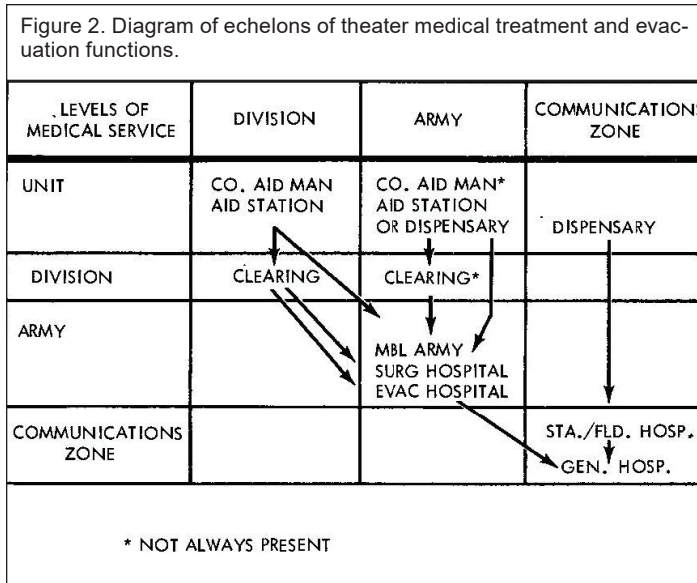 Figure 2. Diagram of echelons of theater medical treatment and evac-
uation functions.
LEVELS OF
MEDICAL SERVICE
DIVISION
ARMY
COMMUNICATIONS
ZONE
UNIT
CO. AID MAN
AID STATION
CO. AID MAN*
AID STATION
OR DISPENSARY
DISPENSARY
DIVISION
CLEARING
CLEARING*
ARMY
MBL ARMY
SURG HOSPITAL
EVAC HOSPITAL
COMMUNICATIONS
ZONE
STA./FLD. HOSP.
GEN. HOSP.
* NOT ALWAYS PRESENT